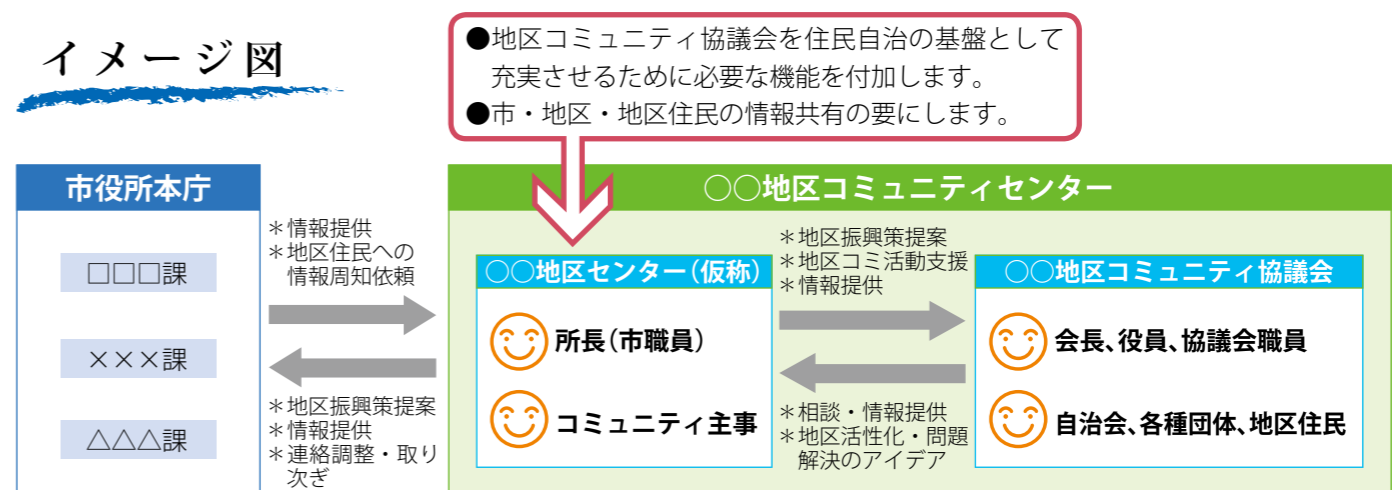 イメージ図
●地区コミュニティ協議会を住民自治の基盤として
充実させるために必要な機能を付加します。
●市・地区・地区住民の情報共有の要にします。
市役所本庁
□□□課
×××課
△△△課
＊情報提供
＊地区住民への
情報周知依頼
＊地区振興策提案
＊情報提供
＊連絡調整・取り
次ぎ
○○地区コミュニティセンター
○○地区センター（仮称）
所長（市職員）
コミュニティ主事
＊地区振興策提案
＊地区コミ活動支援
＊情報提供
＊相談・情報提供
＊地区活性化・問題
解決のアイデア
○○地区コミュニティ協議会
会長、役員、協議会職員
自治会、各種団体、地区住民